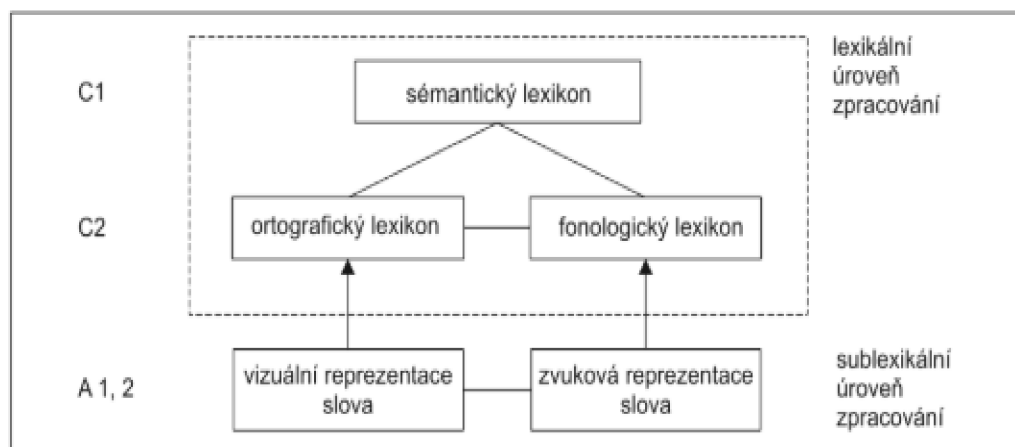 lexikální
úroveň
zpracování
C1
sémantický lexikon
C2
ortografický lexikon
fonologický lexikon
A 1, 2
vizuální reprezentace
slova
zvuková reprezentace
slova
sublexikální
úroveň
zpracování